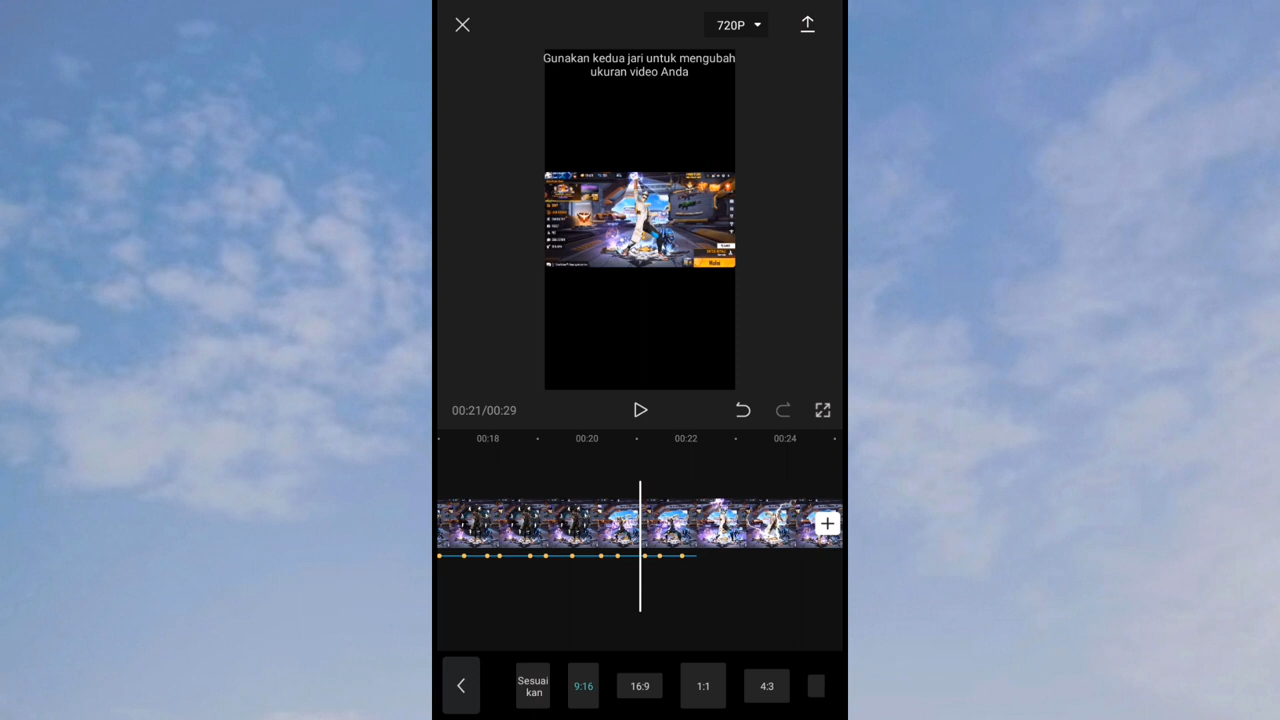 720P
Gunakan kedua jari untuk mengubah
ukuran video Anda
00:21/00:29
00:18
00:20
00:22
00:24
Sesuai
kan
9:16
16:9
1:1
4:3